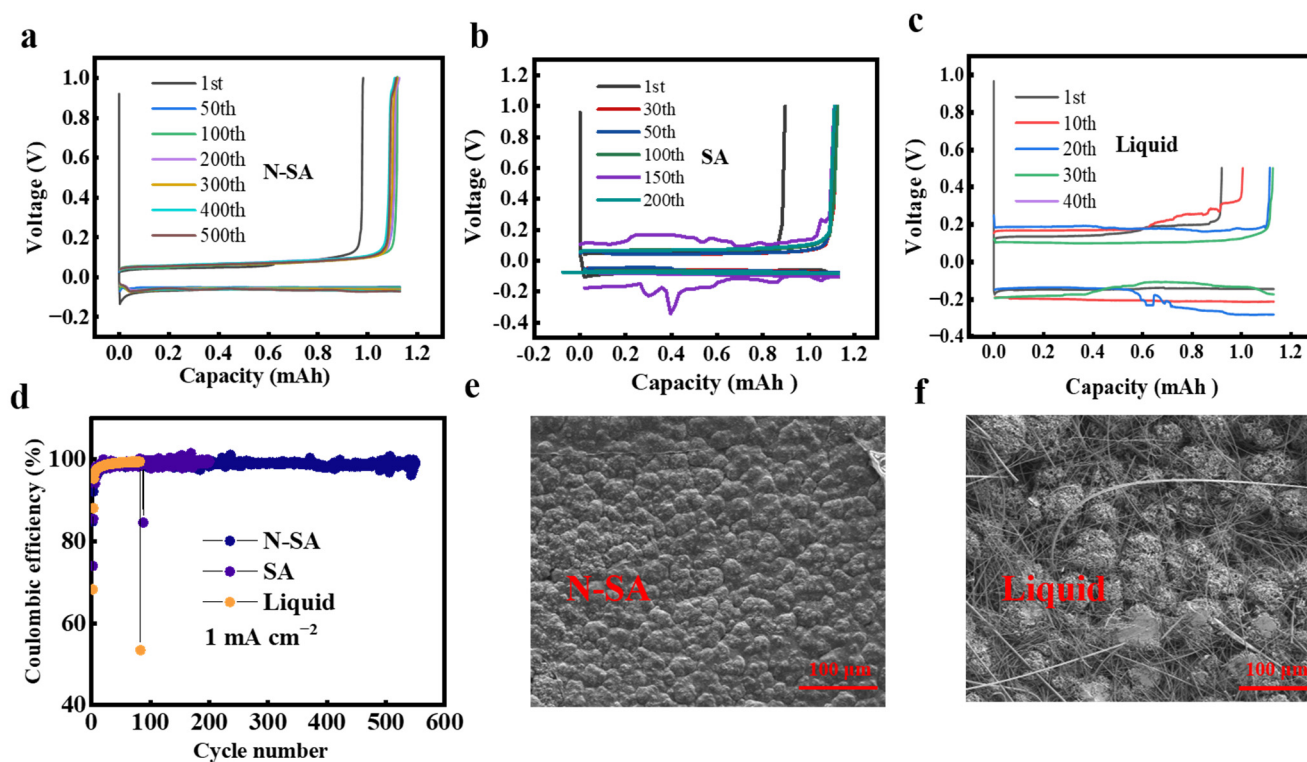 a
1.0
0.8
0.6
0.4
0.2
0.0
−0.2
Voltage (V)
1st
50th
100th
200th
300th
400th
500th
N-SA
0.0 0.2 0.4 0.6 0.8 1.0 1.2
Capacity (mAh)
b
1.2
1.0
0.8
0.6
0.4
0.2
0.0
-0.2
-0.4
Voltage (V)
1st
30th
50th
100th
150th
200th
SA
-0.2 0.0 0.2 0.4 0.6 0.8 1.0 1.2
Capacity (mAh )
c
1.0
0.8
0.6
0.4
0.2
0.0
−0.2
−0.4
Voltage (V)
1st
10th
20th
30th
40th
Liquid
0.0 0.2 0.4 0.6 0.8 1.0 1.2
Capacity (mAh )
d
100
80
60
40
Coulombic efficiency (%)
N-SA
SA
Liquid
1 mA cm⁻²
0 100 200 300 400 500 600
Cycle number
e
N-SA
100 μm
f
Liquid
100 μm